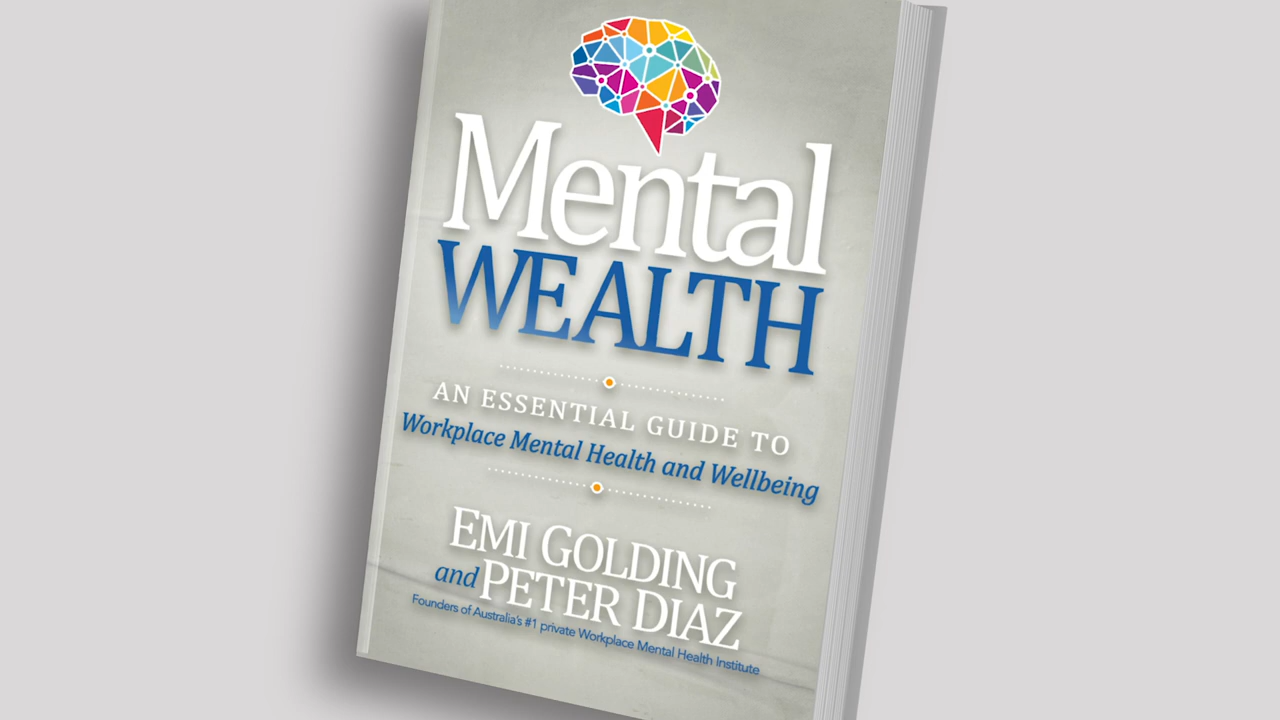 Mental
WEALTH
AN ESSENTIAL GUIDE TO
Workplace Mental Health and Wellbeing
EMI GOLDING
and PETER DIAZ
Founders of Australia's #1 private Workplace Mental Health Institute